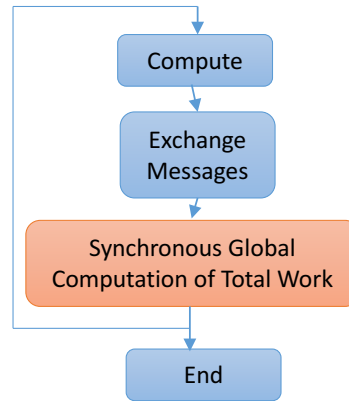 Compute
Exchange
Messages
Synchronous Global
Computation of Total Work
End